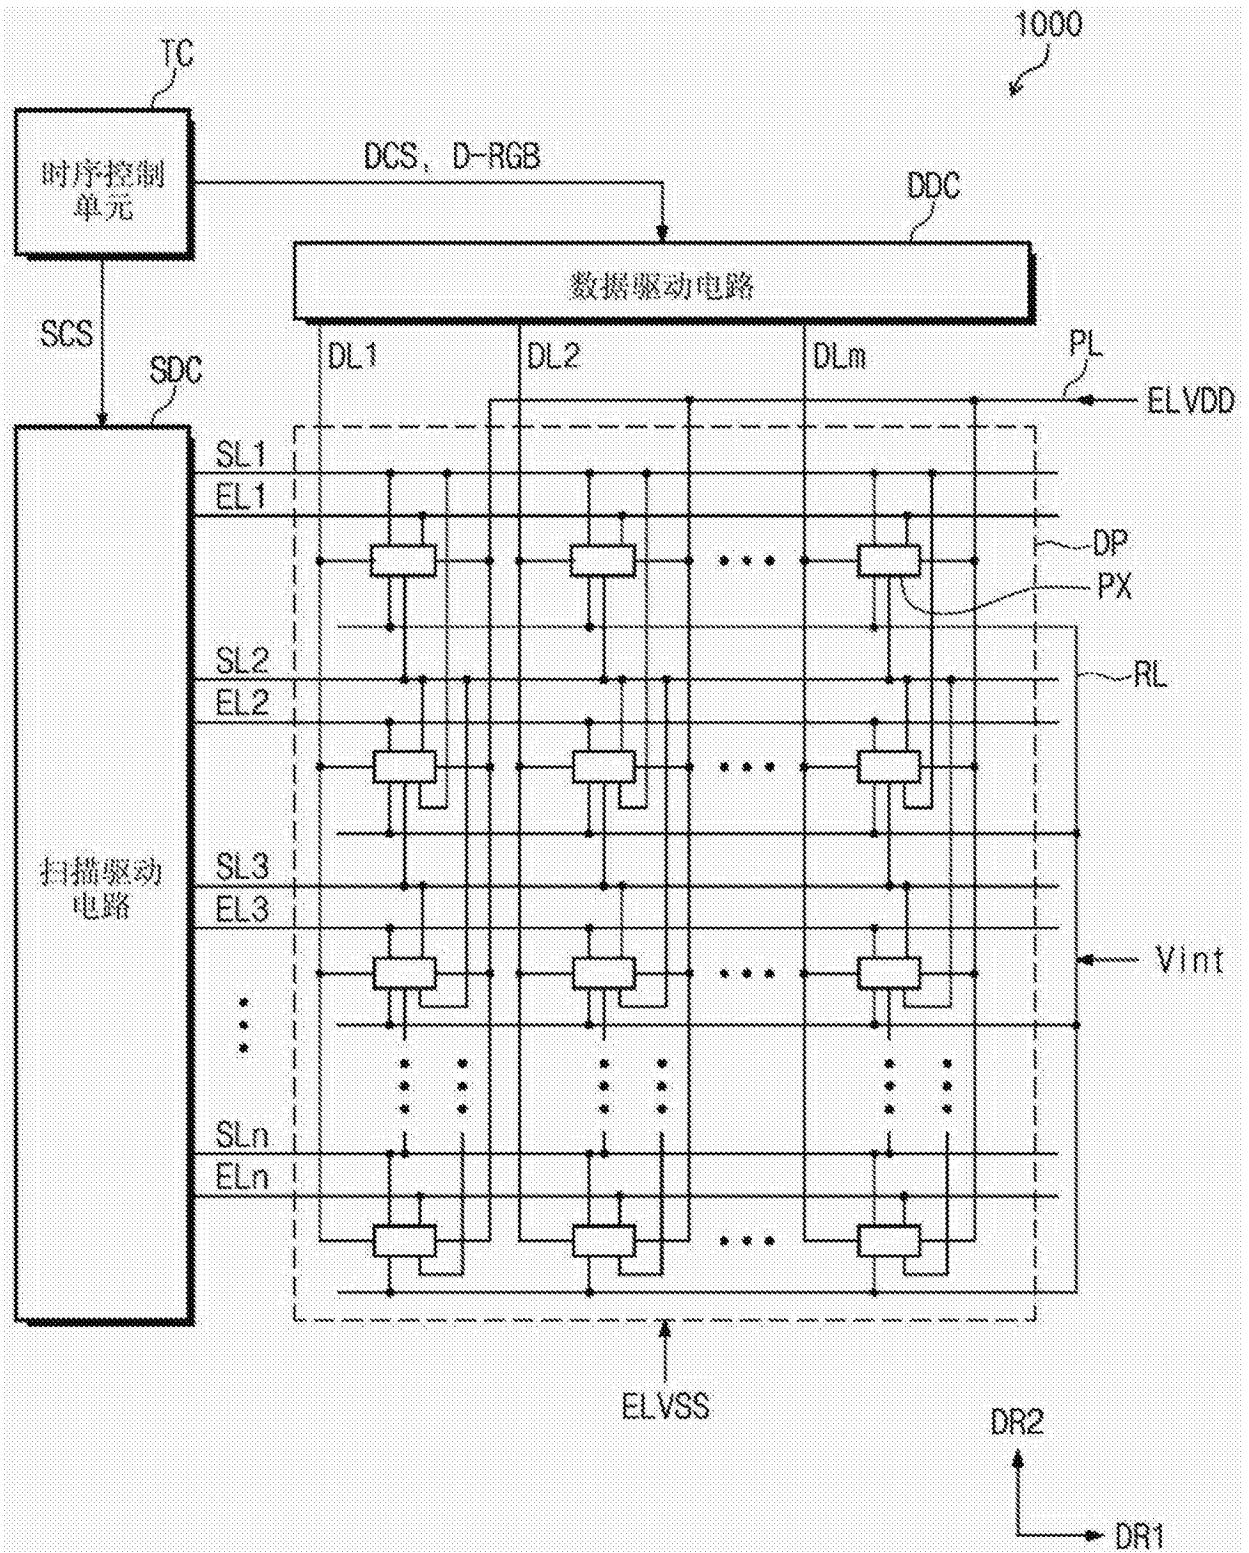 1000
TC
时序控制
单元
DCS, D-RGB
DDC
数据驱动电路
SCS
SDC
DL1
DL2
DLm
PL
ELVDD
SL1
EL1
DP
PX
SL2
EL2
RL
扫描驱动
电路
SL3
EL3
Vint
SLn
ELn
ELVSS
DR2
DR1